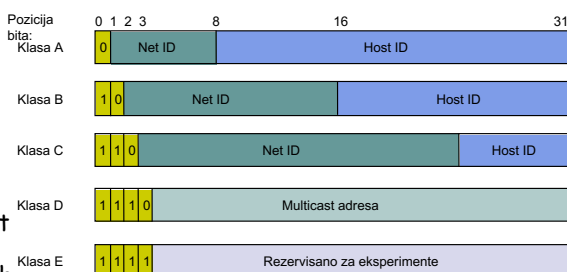 Pozicija bita: 0 1 2 3 8 16 31
Klasa A 0 Net ID Host ID
Klasa B 1 0 Net ID Host ID
Klasa C 1 1 0 Net ID Host ID
Klasa D 1 1 1 0 Multicast adresa
Klasa E 1 1 1 1 Rezervisano za eksperimente